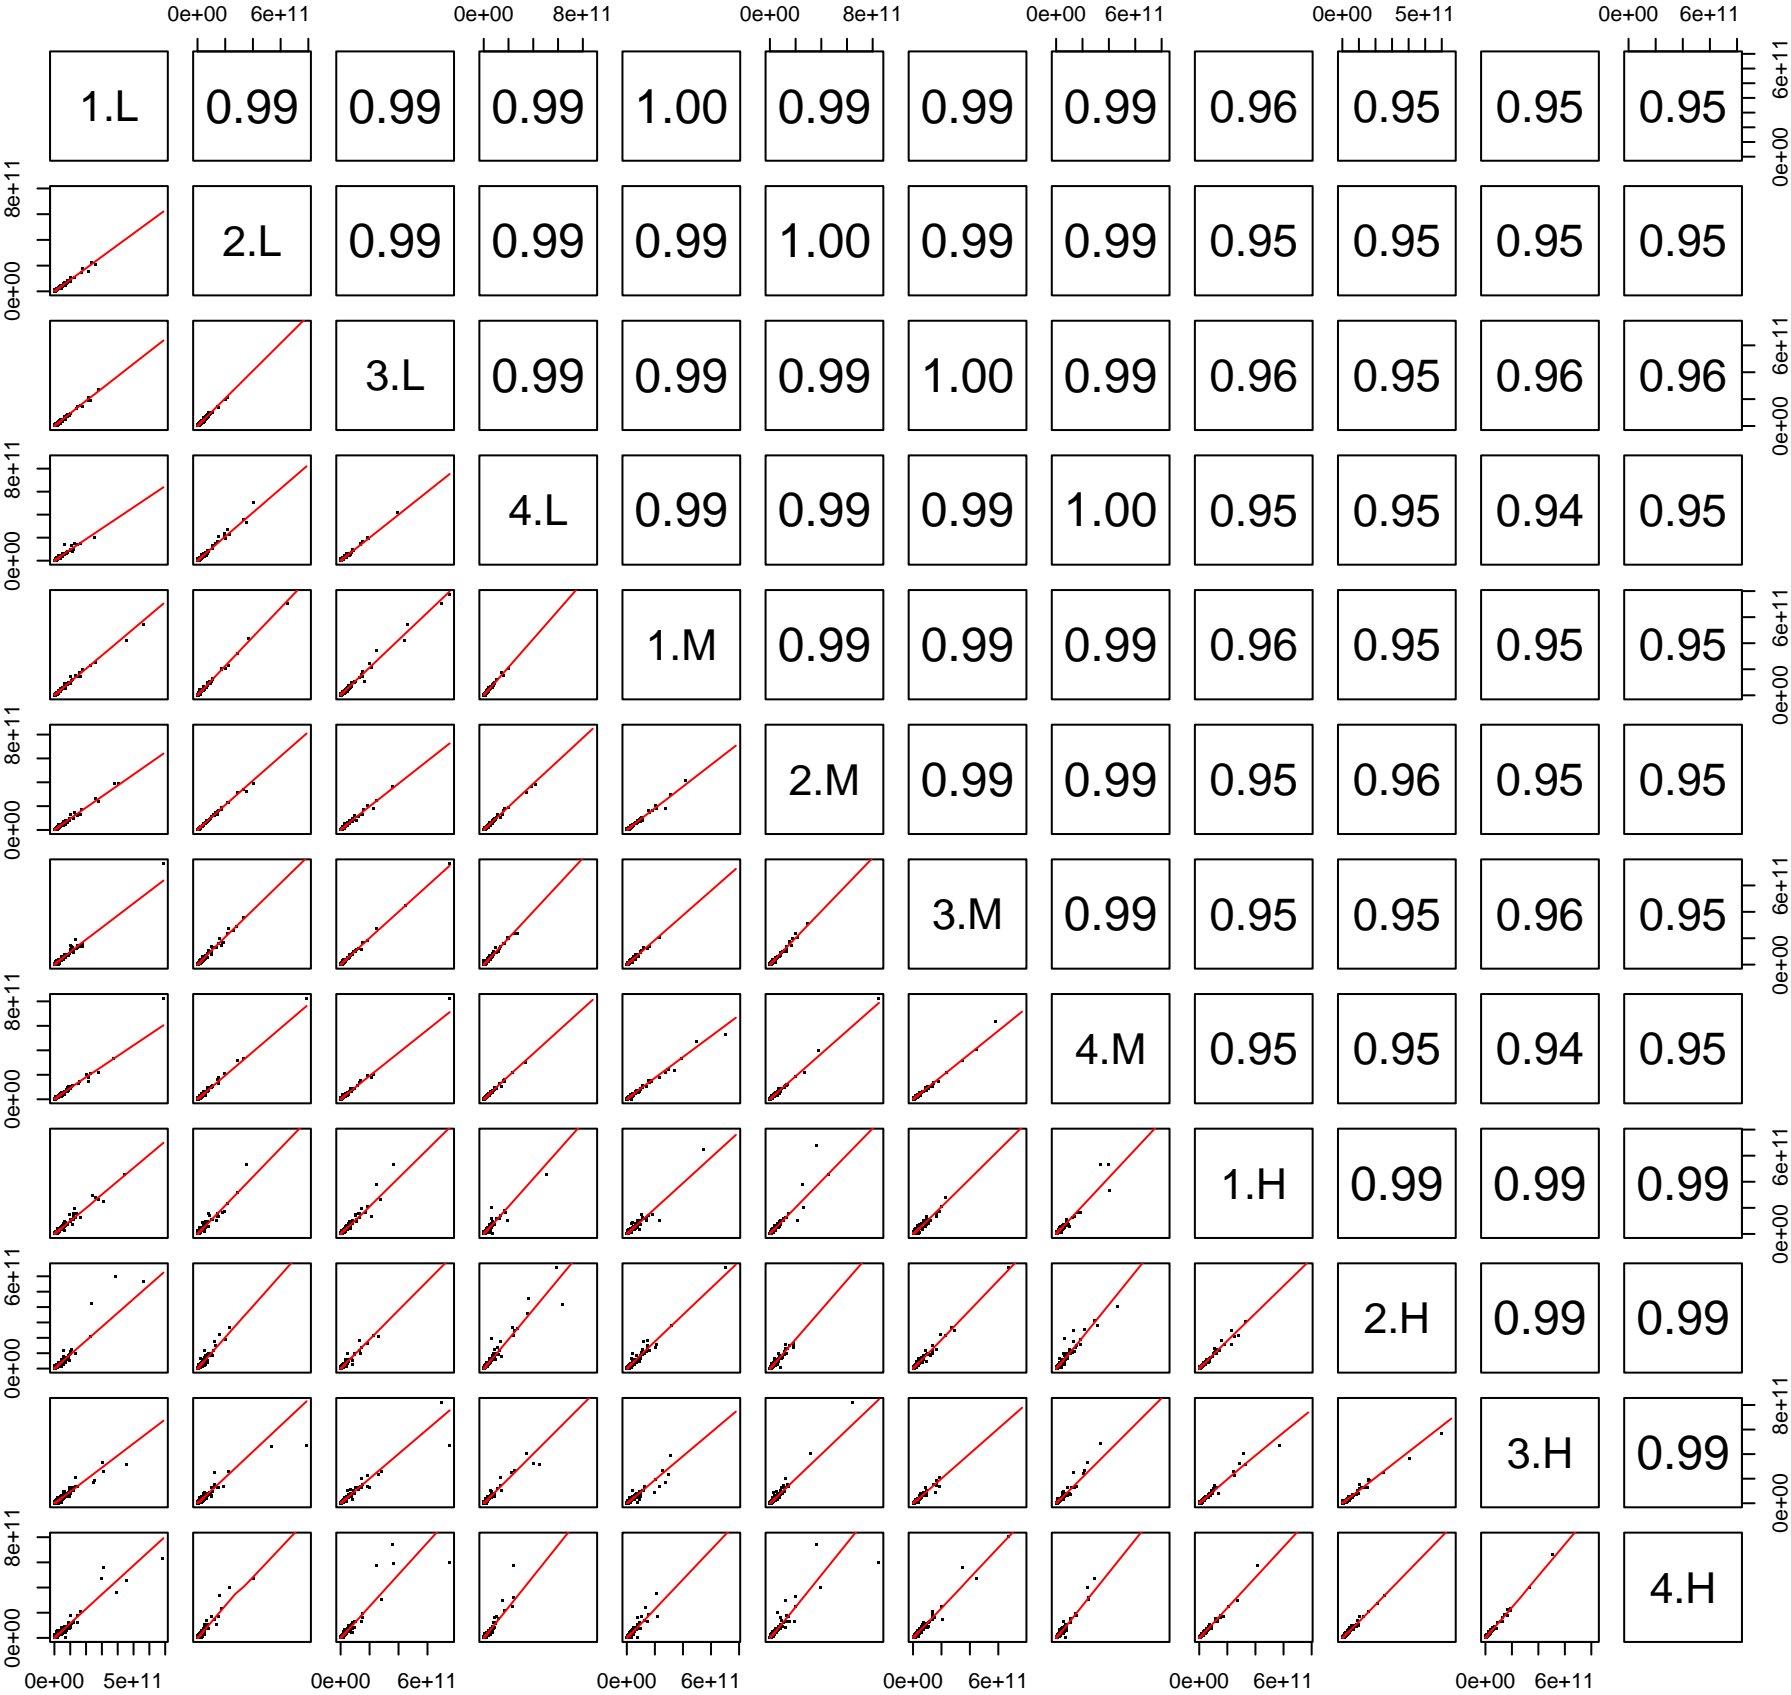 0e+00 6e+11 0e+00 8e+11 0e+00 8e+11 0e+00 6e+11 0e+00 5e+11 0e+00 6e+11
1.L 0.99 0.99 0.99 1.00 0.99 0.99 0.99 0.96 0.95 0.95 0.95 0e+00 6e+11
0e+00 8e+11 2.L 0.99 0.99 0.99 1.00 0.99 0.99 0.95 0.95 0.95 0.95
3.L 0.99 0.99 0.99 1.00 0.99 0.96 0.95 0.96 0.96 0e+00 6e+11
0e+00 8e+11 4.L 0.99 0.99 0.99 1.00 0.95 0.95 0.94 0.95
1.M 0.99 0.99 0.99 0.96 0.95 0.95 0.95 0e+00 6e+11
0e+00 8e+11 2.M 0.99 0.99 0.95 0.96 0.95 0.95
3.M 0.99 0.95 0.95 0.96 0.95 0e+00 6e+11
0e+00 8e+11 4.M 0.95 0.95 0.94 0.95
1.H 0.99 0.99 0.99 0e+00 6e+11
0e+00 6e+11 2.H 0.99 0.99
3.H 0.99 0e+00 8e+11
0e+00 8e+11 4.H
0e+00 5e+11 0e+00 6e+11 0e+00 6e+11 0e+00 6e+11 0e+00 6e+11 0e+00 6e+11